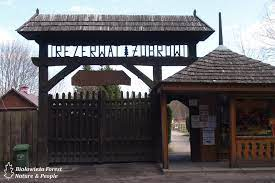 REZERWAT ŻUBRÓW
Białowieża Forest
Nature & People